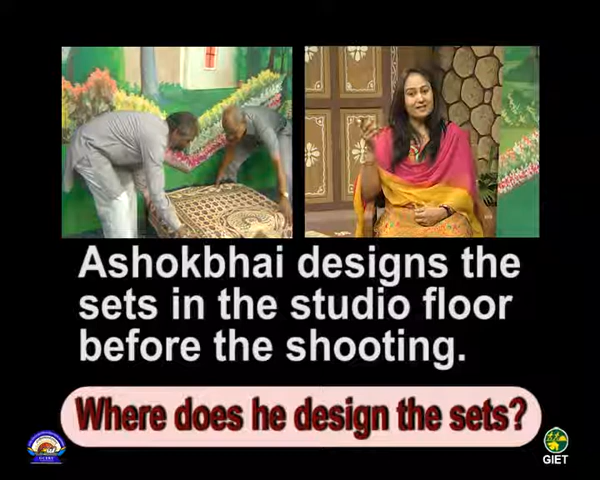 Ashokbhai designs the
sets in the studio floor
before the shooting.
Where does he design the sets?
GIET